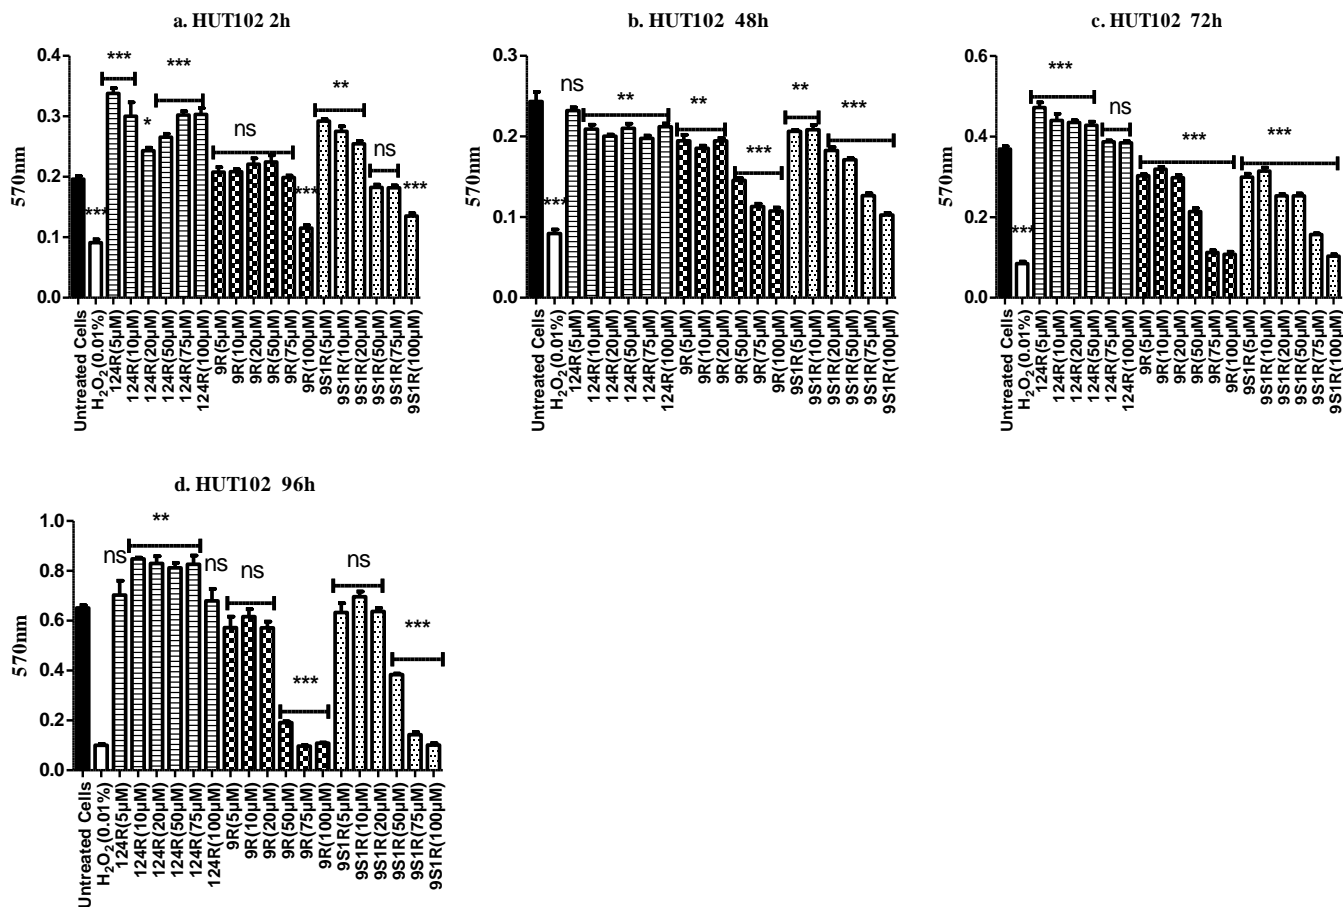 a. HUT102 2h
570nm
0.4
0.3
0.2
0.1
0.0
***
***
***
*
ns
***
**
ns
***
Untreated Cells
H₂O₂(0.01%)
124R(5μM)
124R(10μM)
124R(20μM)
124R(50μM)
124R(75μM)
124R(100μM)
9R(5μM)
9R(10μM)
9R(20μM)
9R(50μM)
9R(75μM)
9R(100μM)
9S1R(5μM)
9S1R(10μM)
9S1R(20μM)
9S1R(50μM)
9S1R(75μM)
9S1R(100μM)
b. HUT102 48h
570nm
0.3
0.2
0.1
0.0
***
ns
**
**
***
**
***
Untreated Cells
H₂O₂(0.01%)
124R(5μM)
124R(10μM)
124R(20μM)
124R(50μM)
124R(75μM)
124R(100μM)
9R(5μM)
9R(10μM)
9R(20μM)
9R(50μM)
9R(75μM)
9R(100μM)
9S1R(5μM)
9S1R(10μM)
9S1R(20μM)
9S1R(50μM)
9S1R(75μM)
9S1R(100μM)
c. HUT102 72h
570nm
0.6
0.4
0.2
0.0
***
***
ns
***
***
Untreated Cells
H₂O₂(0.01%)
124R(5μM)
124R(10μM)
124R(20μM)
124R(50μM)
124R(75μM)
124R(100μM)
9R(5μM)
9R(10μM)
9R(20μM)
9R(50μM)
9R(75μM)
9R(100μM)
9S1R(5μM)
9S1R(10μM)
9S1R(20μM)
9S1R(50μM)
9S1R(75μM)
9S1R(100μM)
d. HUT102 96h
570nm
1.0
0.8
0.6
0.4
0.2
0.0
ns
**
ns
ns
***
ns
***
Untreated Cells
H₂O₂(0.01%)
124R(5μM)
124R(10μM)
124R(20μM)
124R(50μM)
124R(75μM)
124R(100μM)
9R(5μM)
9R(10μM)
9R(20μM)
9R(50μM)
9R(75μM)
9R(100μM)
9S1R(5μM)
9S1R(10μM)
9S1R(20μM)
9S1R(50μM)
9S1R(75μM)
9S1R(100μM)